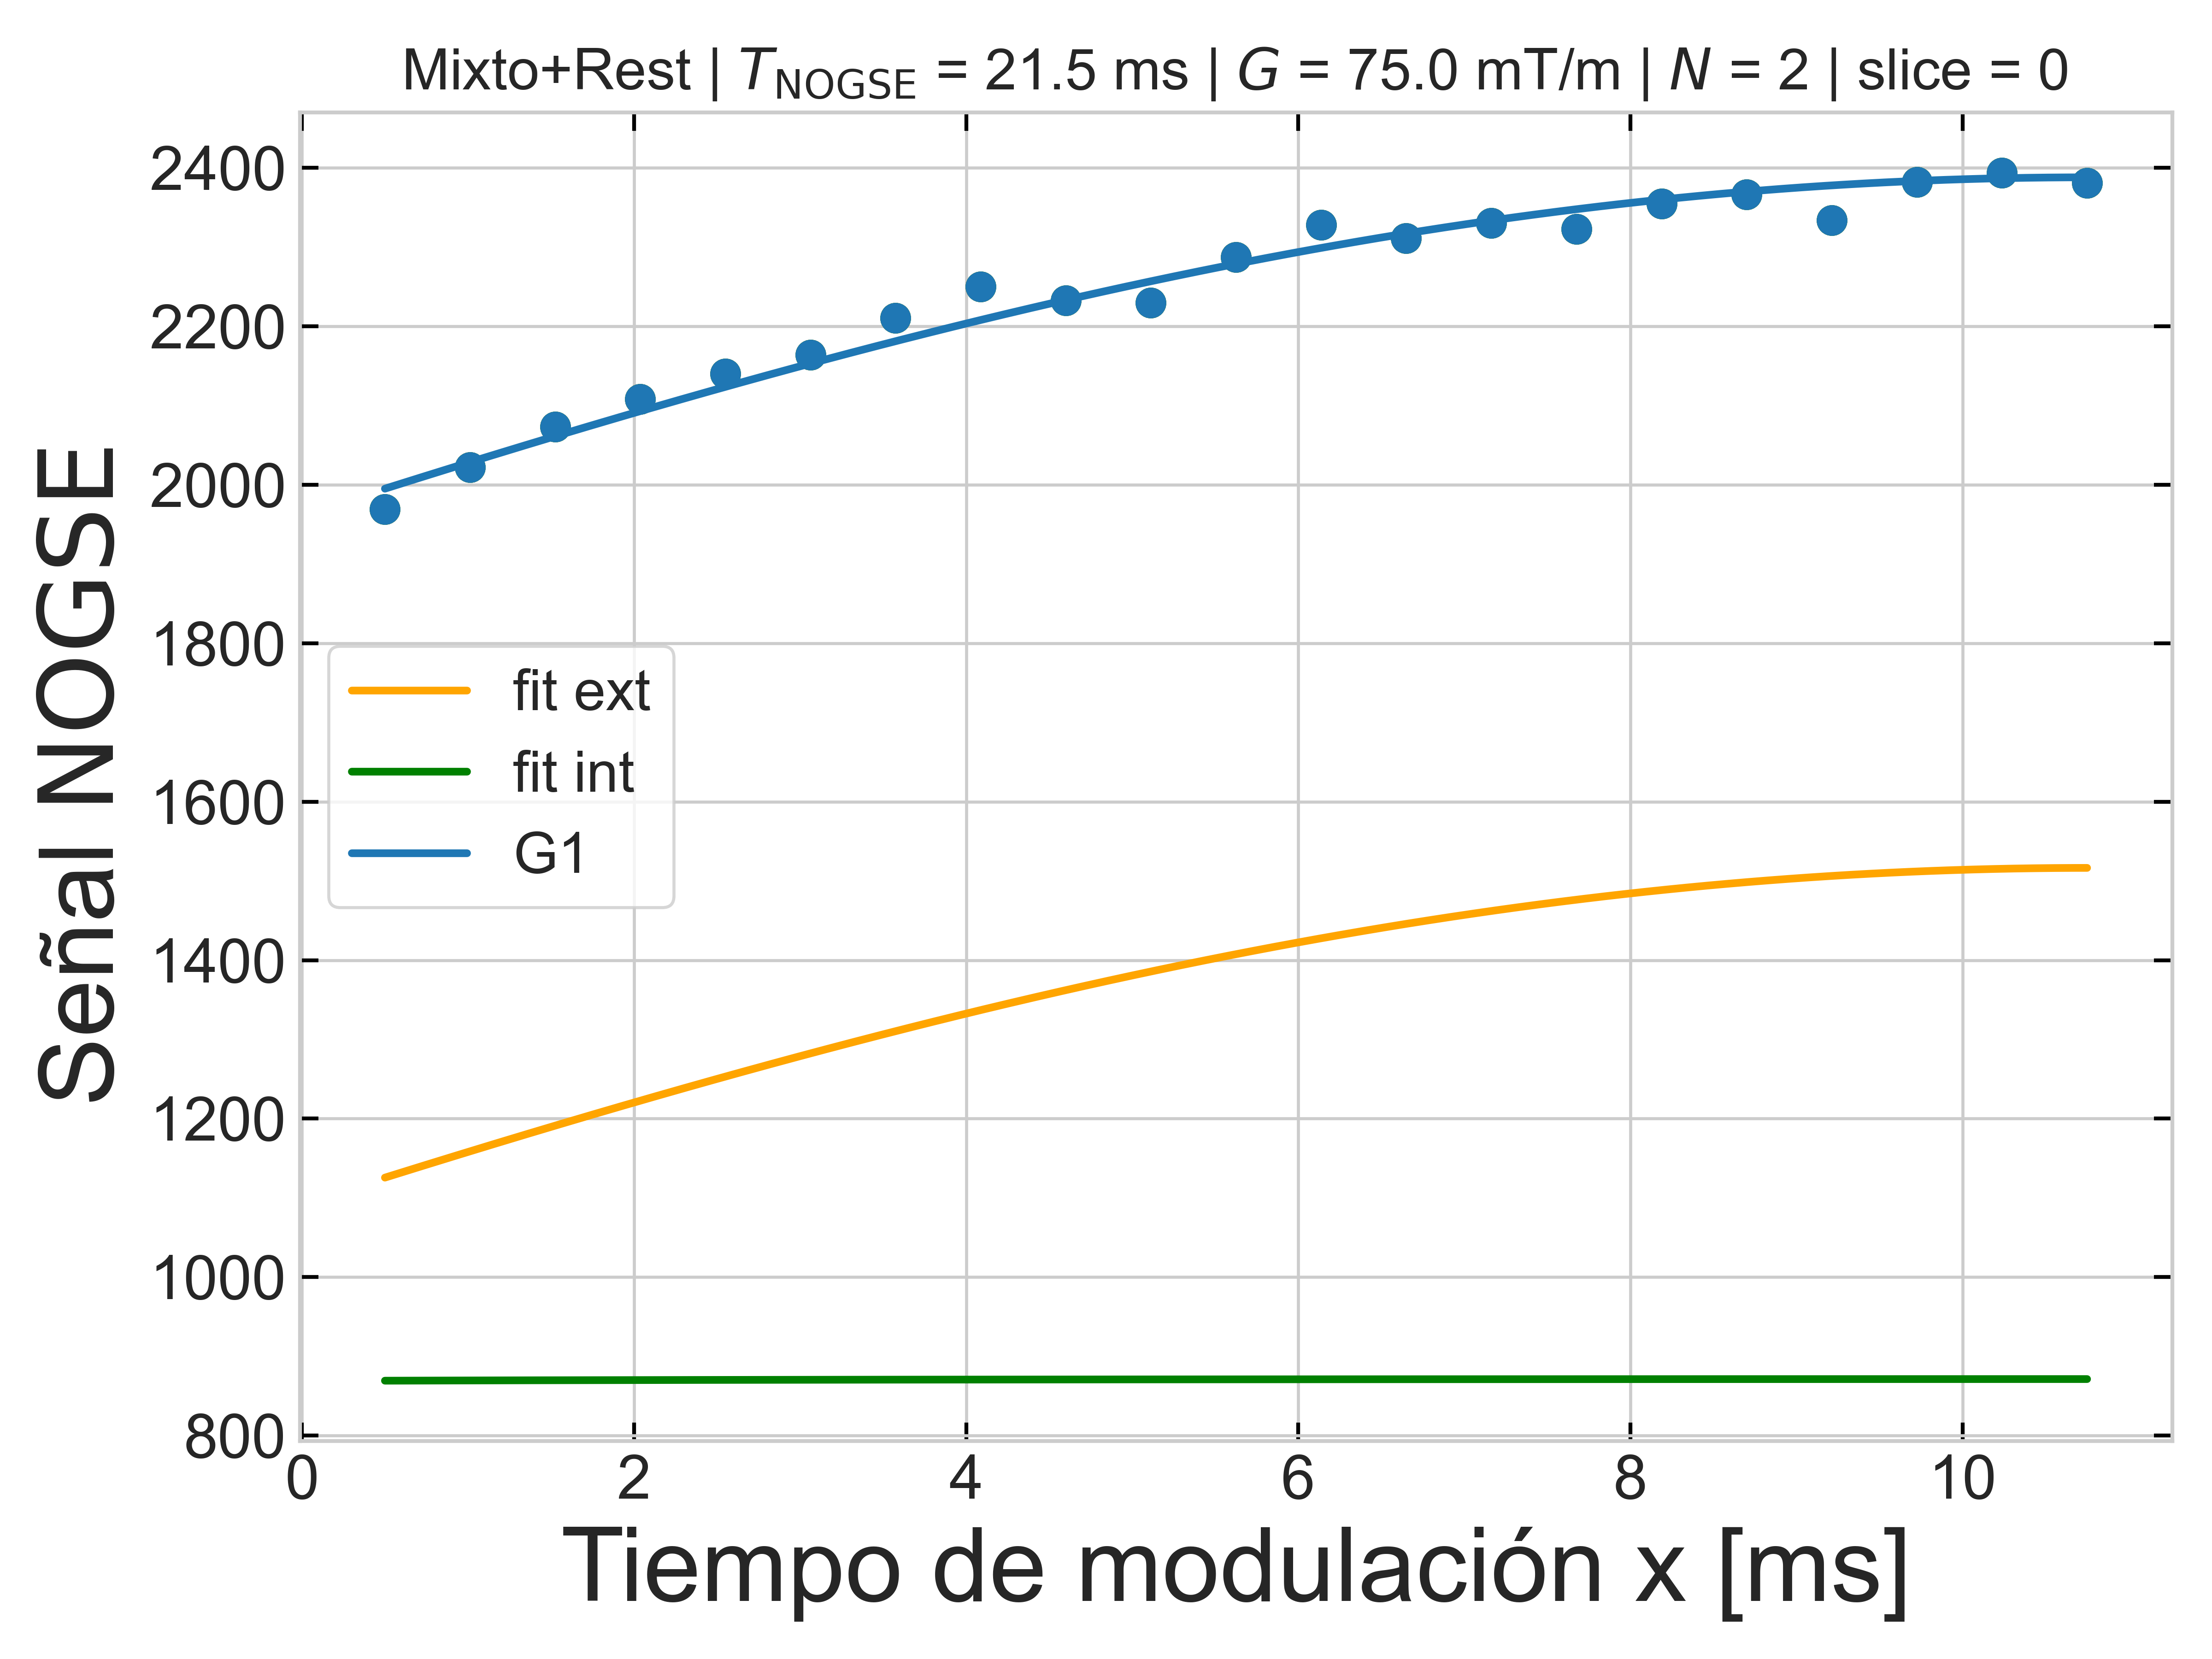 Mixto+Rest | T_NOGSE = 21.5 ms | G = 75.0 mT/m | N = 2 | slice = 0
Señal NOGSE
2400
2200
2000
1800
1600
1400
1200
1000
800
fit ext
fit int
G1
0 2 4 6 8 10
Tiempo de modulación x [ms]